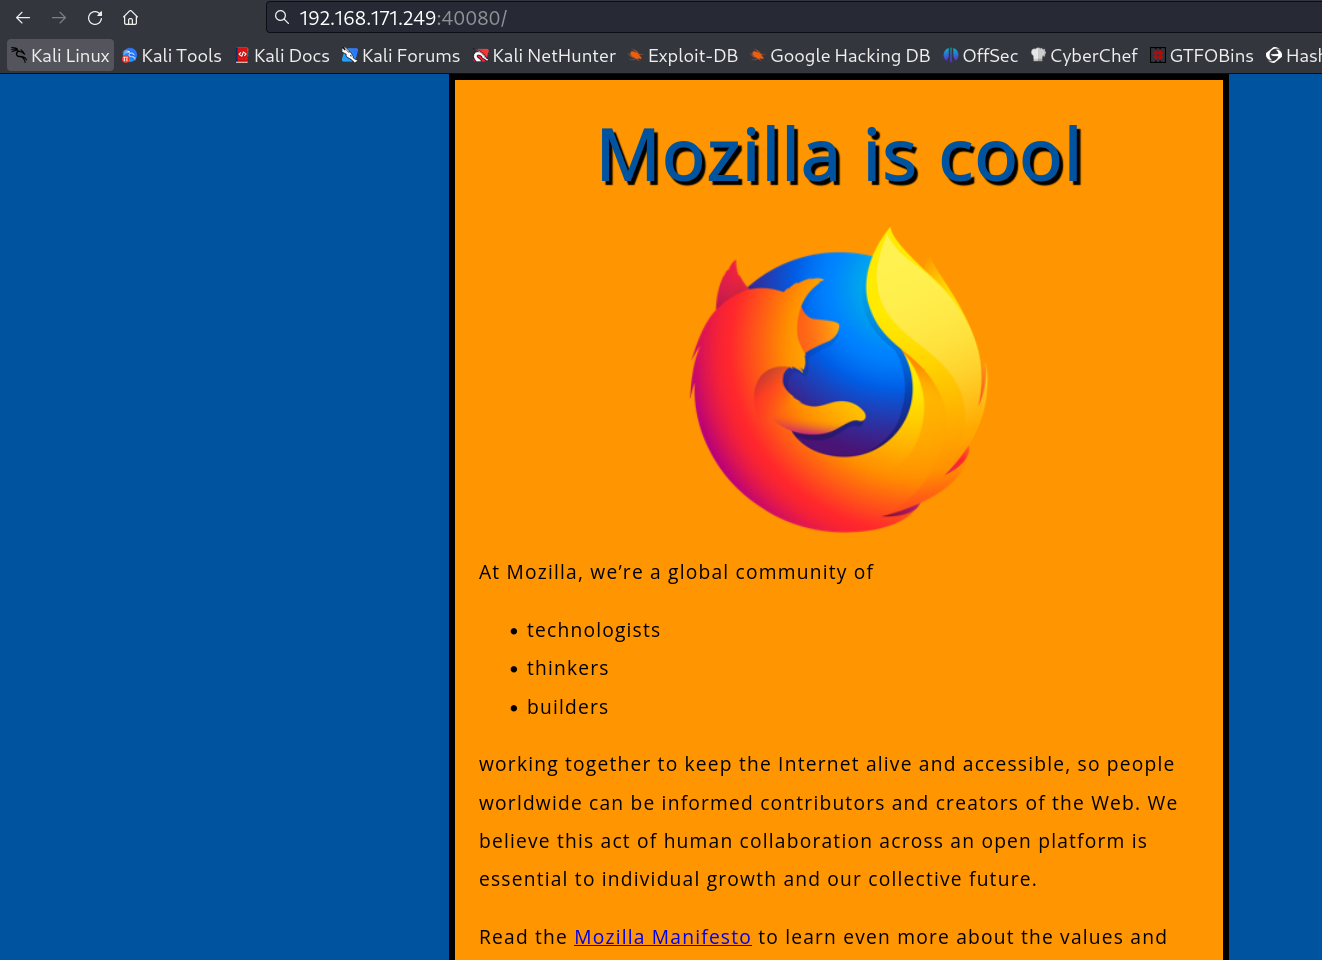 192.168.171.249:40080/
Kali Linux Kali Tools Kali Docs Kali Forums Kali NetHunter Exploit-DB Google Hacking DB OffSec CyberChef GTFOBins Hash
Mozilla is cool
At Mozilla, we’re a global community of
• technologists
• thinkers
• builders
working together to keep the Internet alive and accessible, so people
worldwide can be informed contributors and creators of the Web. We
believe this act of human collaboration across an open platform is
essential to individual growth and our collective future.
Read the Mozilla Manifesto to learn even more about the values and